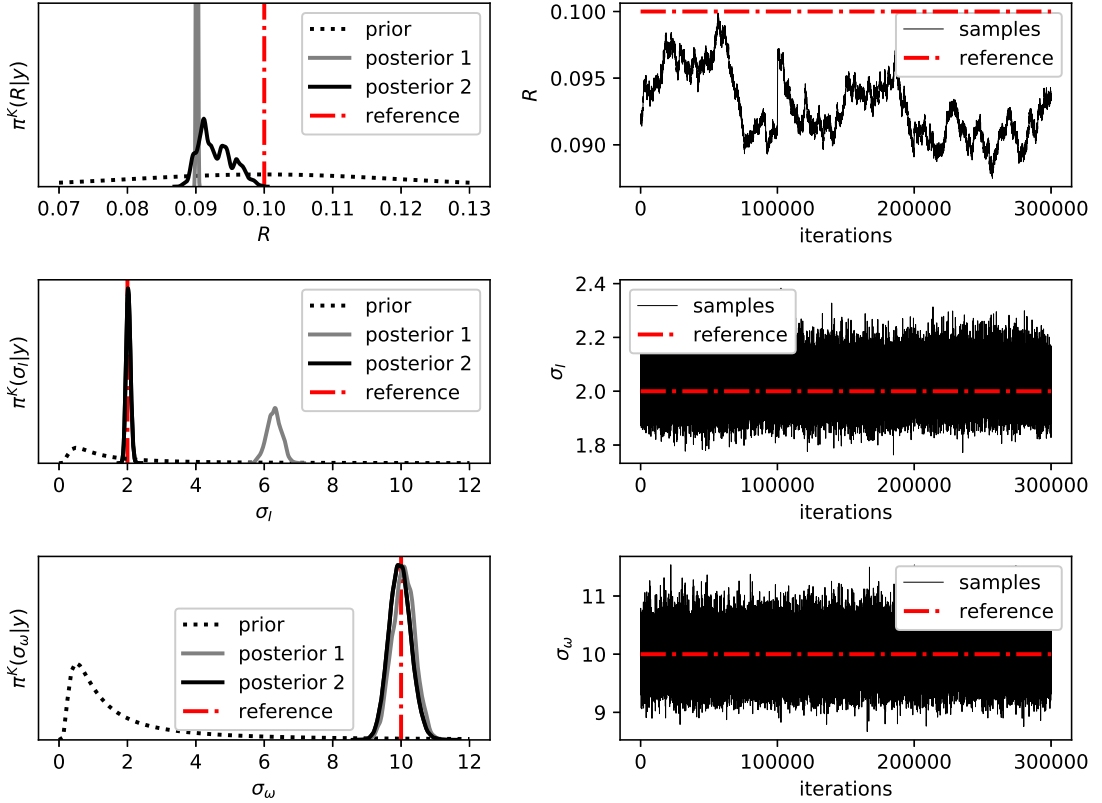 π^K(R|y)
prior
posterior 1
posterior 2
reference
0.07 0.08 0.09 0.10 0.11 0.12 0.13
R
R
0.100
0.095
0.090
samples
reference
0 100000 200000 300000
iterations
π^K(σ_I|y)
prior
posterior 1
posterior 2
reference
0 2 4 6 8 10 12
σ_I
σ_I
2.4
2.2
2.0
1.8
samples
reference
0 100000 200000 300000
iterations
π^K(σ_ω|y)
prior
posterior 1
posterior 2
reference
0 2 4 6 8 10 12
σ_ω
σ_ω
11
10
9
samples
reference
0 100000 200000 300000
iterations